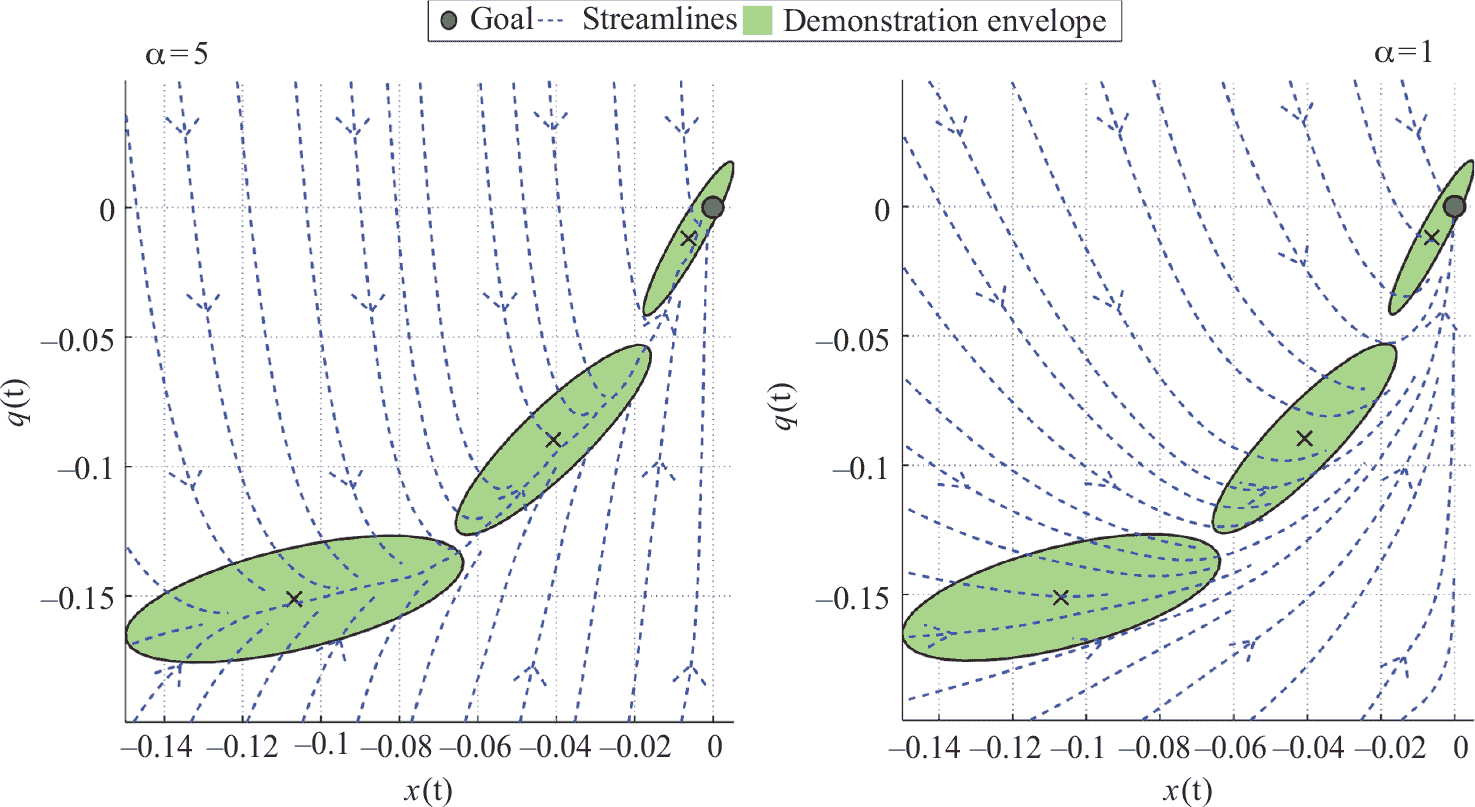 Goal Streamlines Demonstration envelope
α=5
α=1
q(t)
0
–0.05
–0.1
–0.15
–0.14 –0.12 –0.1 –0.08 –0.06 –0.04 –0.02 0
x(t)
q(t)
0
–0.05
–0.1
–0.15
–0.14 –0.12 –0.1 –0.08 –0.06 –0.04 –0.02 0
x(t)